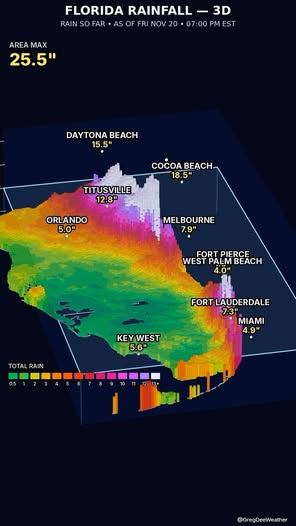 FLORIDA RAINFALL — 3D
RAIN SO FAR • AS OF FRI NOV 20 • 07:00 PM EST
AREA MAX
25.5"
DAYTONA BEACH
15.5"
COCOA BEACH
18.5"
TITUSVILLE
12.8"
ORLANDO
5.0"
MELBOURNE
7.9"
FORT PIERCE
WEST PALM BEACH
4.0"
FORT LAUDERDALE
7.3"
MIAMI
4.9"
KEY WEST
5.6"
TOTAL RAIN
0.5 1 2 3 4 5 6 7 8 9 10 11 12 13+
@GregDeeWeather